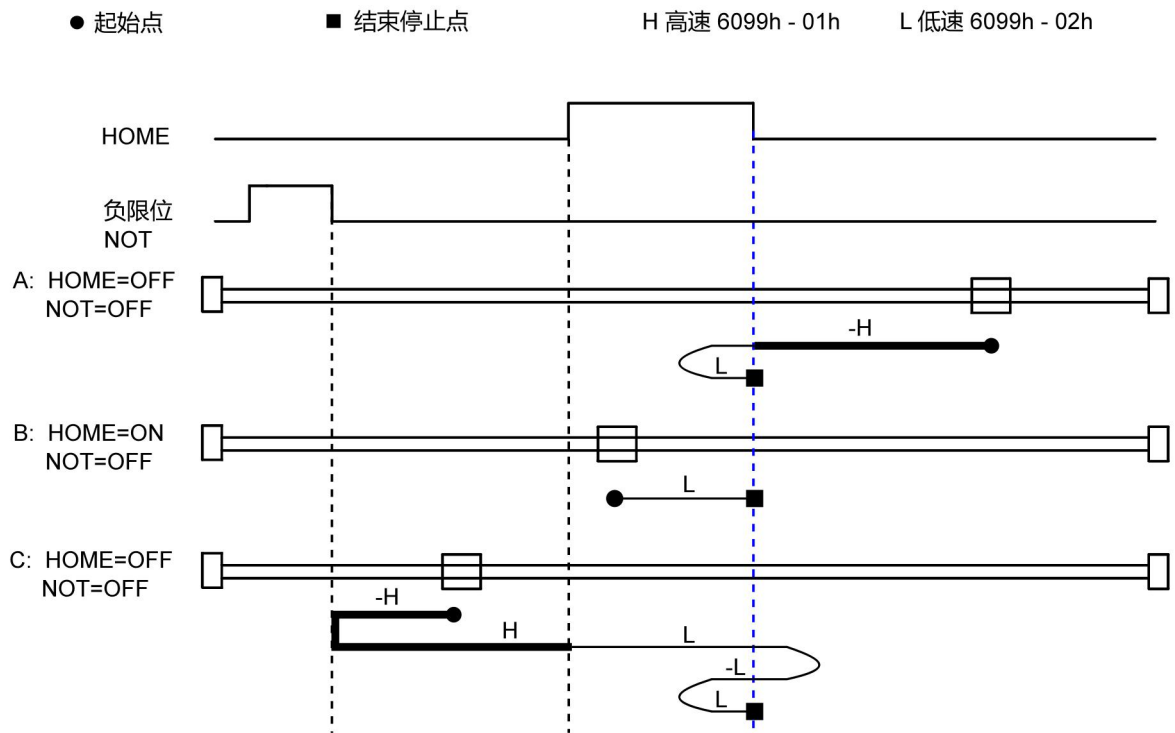 起始点
结束停止点
H 高速 6099h - 01h
L 低速 6099h - 02h
HOME
负限位
NOT
A: HOME=OFF
NOT=OFF
-H
L
B: HOME=ON
NOT=OFF
L
C: HOME=OFF
NOT=OFF
-H
H
L
-L
L